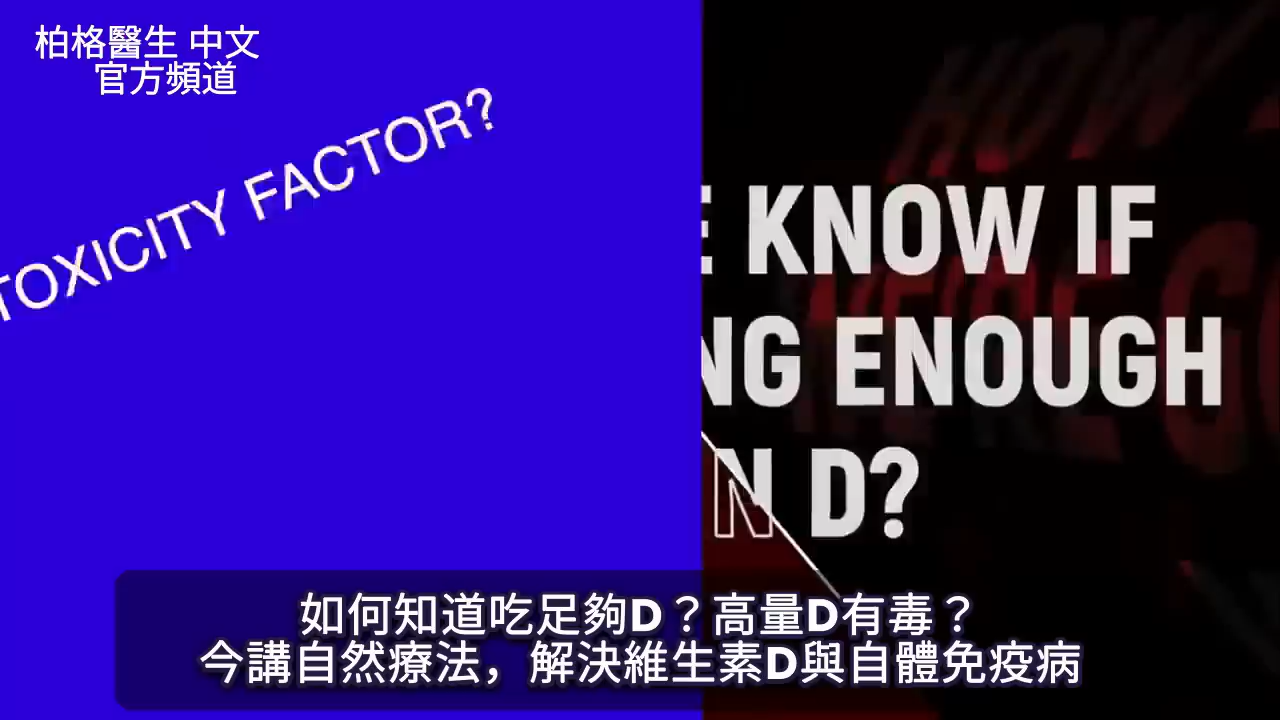 柏格醫生 中文
官方頻道
TOXICITY FACTOR?
KNOW IF
ENOUGH
D?
如何知道吃足夠D？高量D有毒？
今講自然療法，解決維生素D與自體免疫病